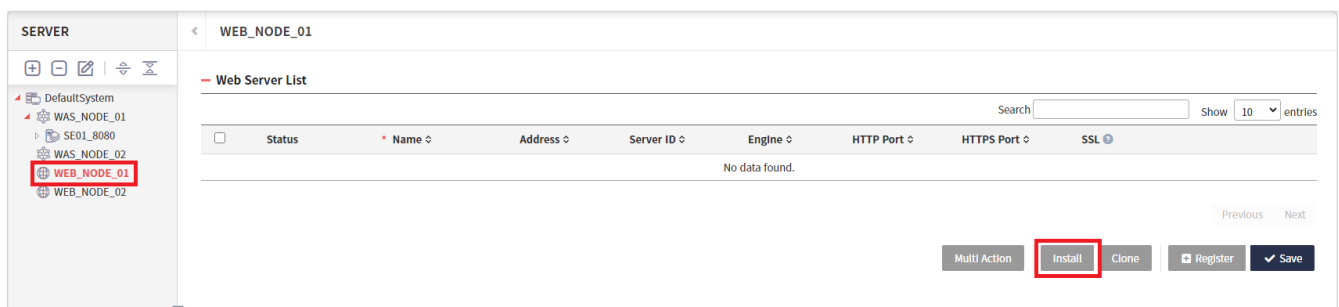 SERVER
WEB_NODE_01
DefaultSystem
WAS_NODE_01
SE01_8080
WAS_NODE_02
WEB_NODE_01
WEB_NODE_02
Web Server List
Search Show 10 entries
Status * Name Address Server ID Engine HTTP Port HTTPS Port SSL
No data found.
Previous Next
Multi Action Install Clone Register Save